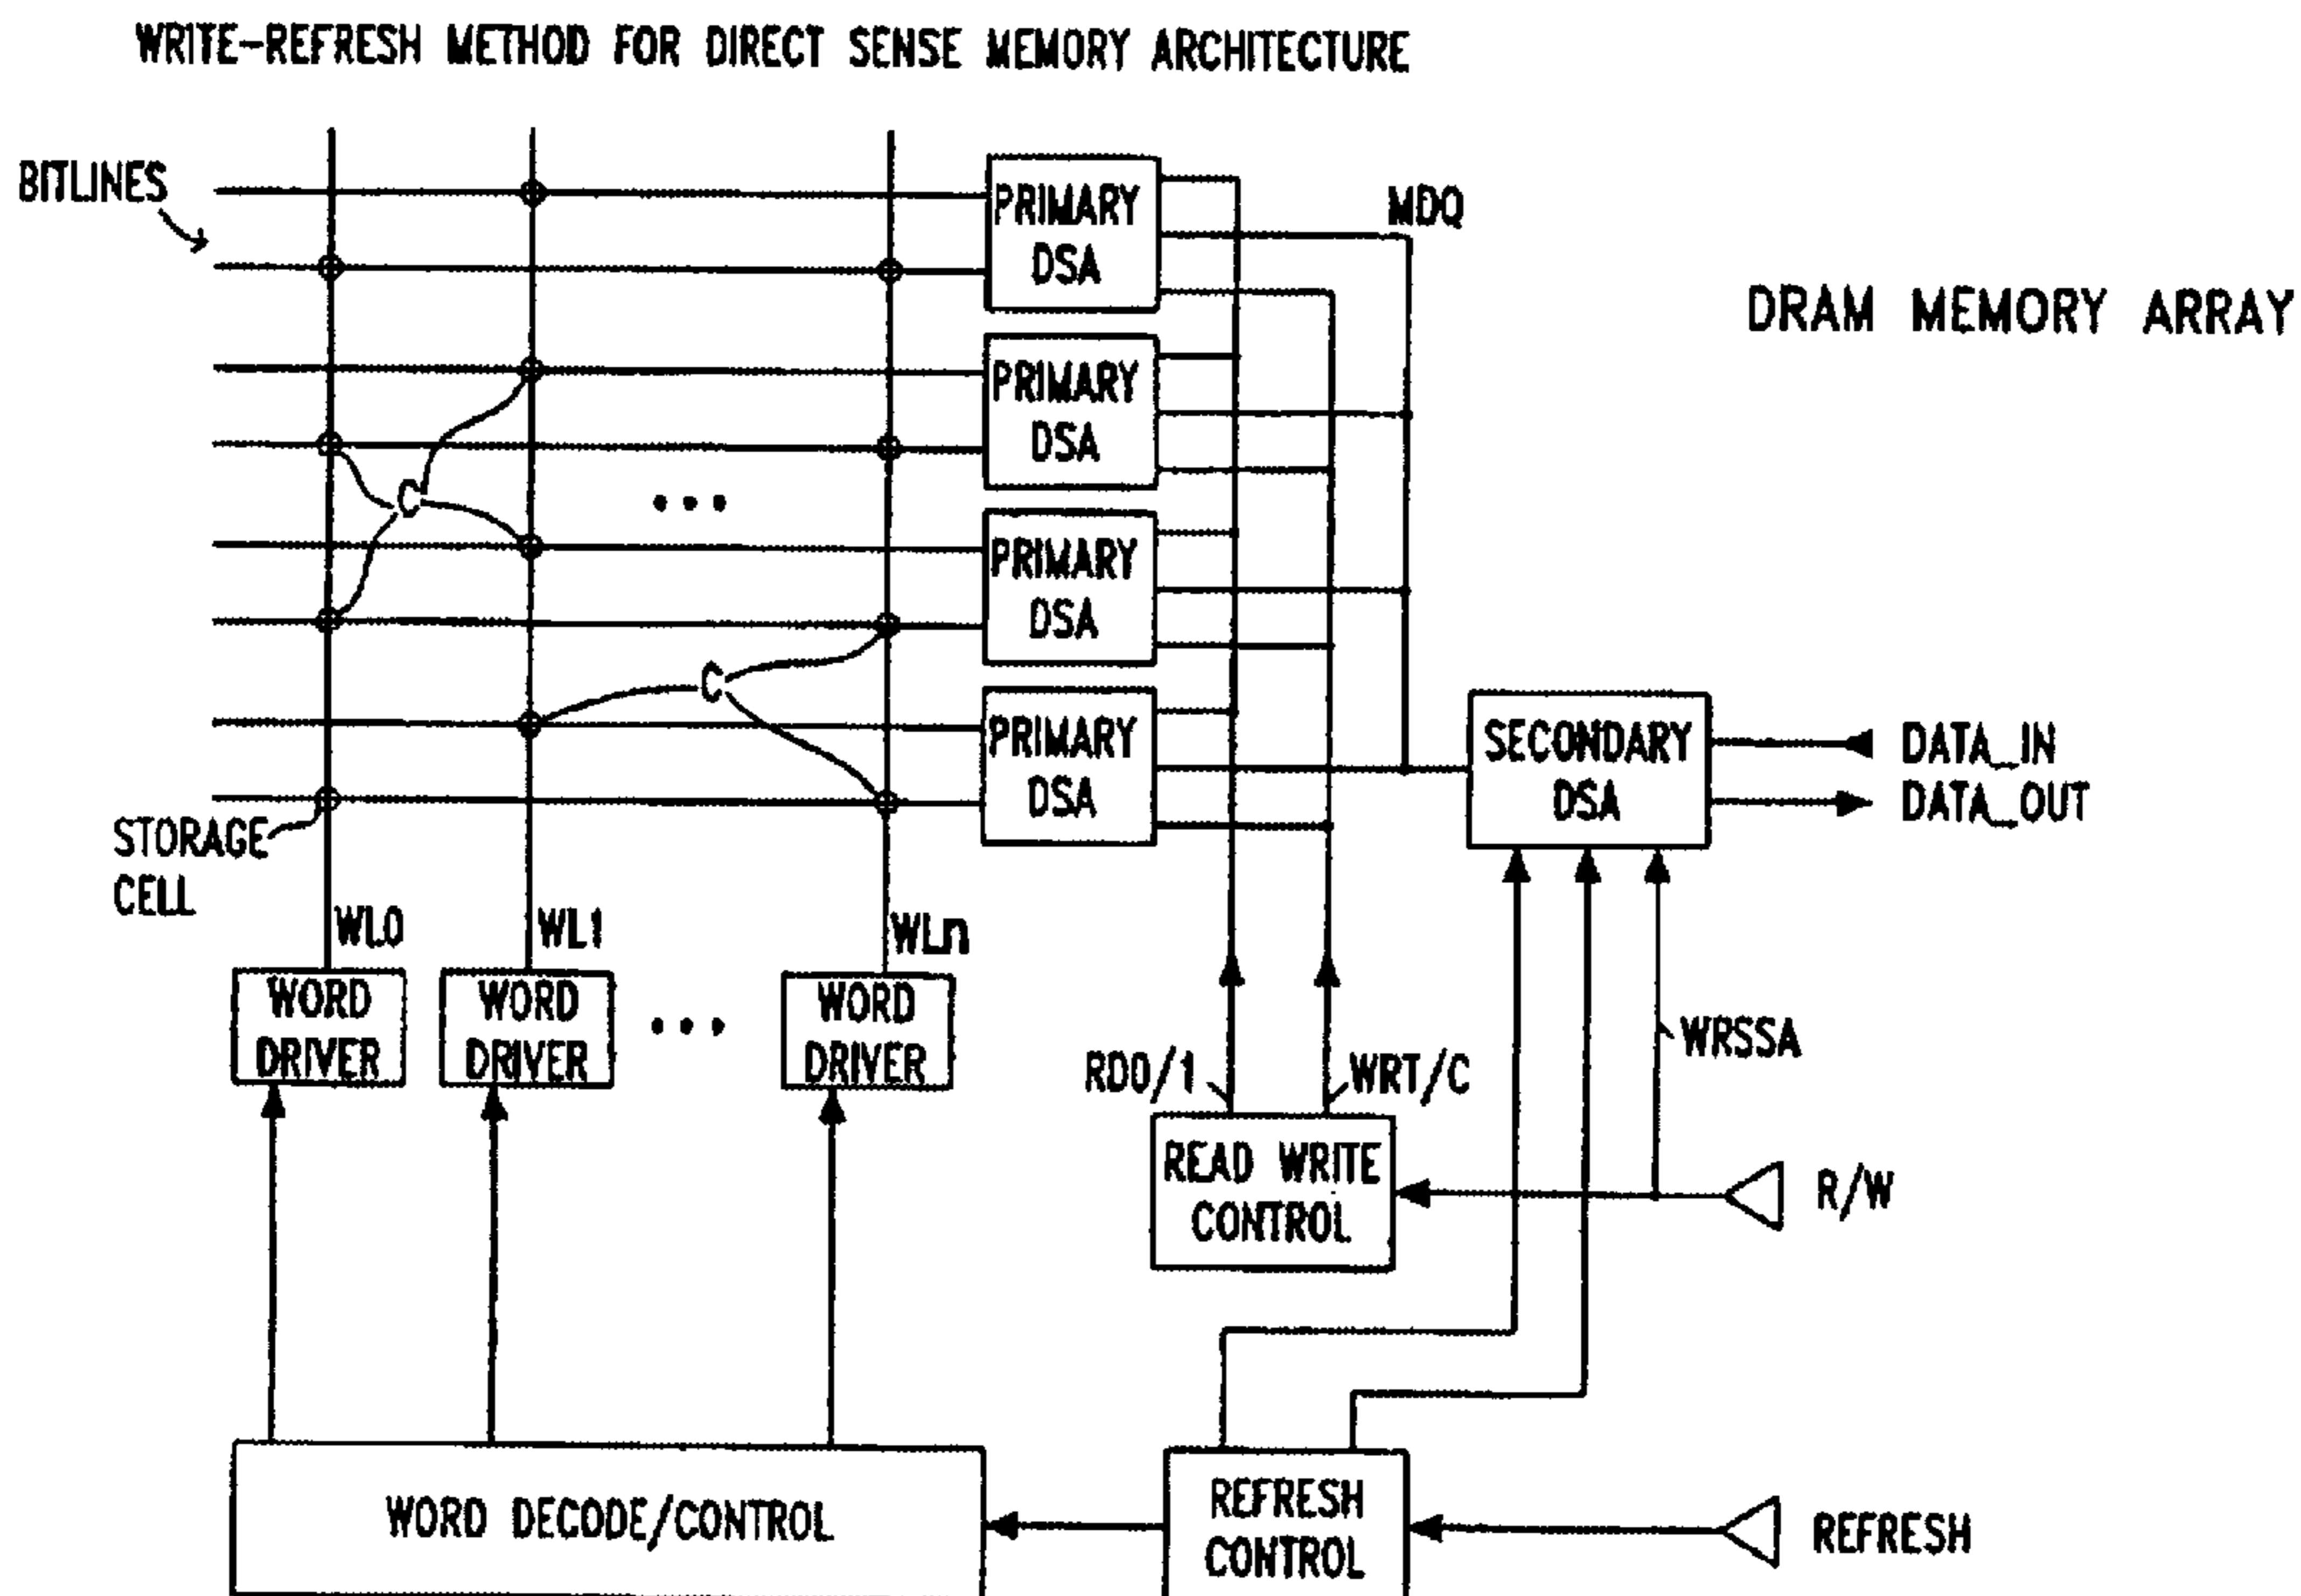 WRITE-REFRESH METHOD FOR DIRECT SENSE MEMORY ARCHITECTURE
BITLINES
PRIMARY
DSA
MDQ
DRAM MEMORY ARRAY
PRIMARY
DSA
C
PRIMARY
DSA
C
PRIMARY
DSA
SECONDARY
DSA
DATA_IN
DATA_OUT
STORAGE
CELL
WL0
WL1
WLn
WORD
DRIVER
WORD
DRIVER
WORD
DRIVER
RD0/1
WRT/C
WRSSA
READ WRITE
CONTROL
R/W
WORD DECODE/CONTROL
REFRESH
CONTROL
REFRESH